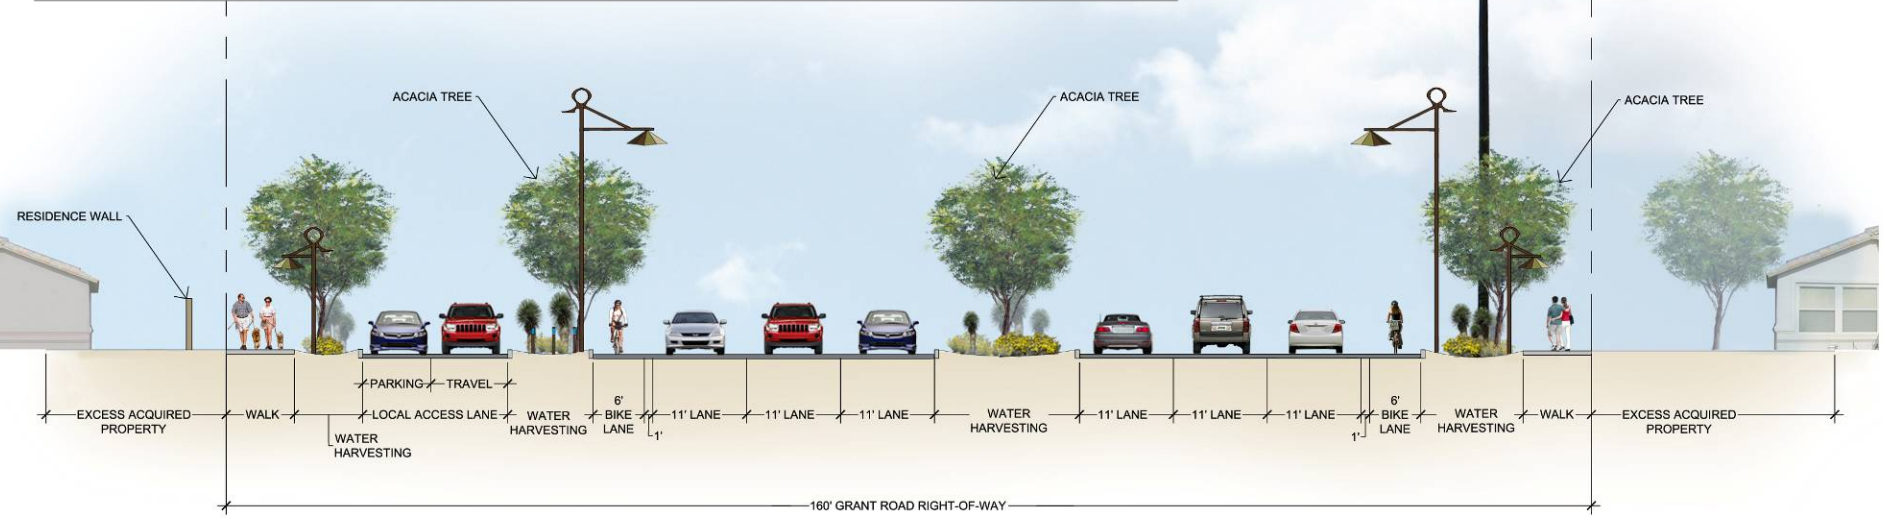 ACACIA TREE
ACACIA TREE
ACACIA TREE
RESIDENCE WALL
PARKING
TRAVEL
EXCESS ACQUIRED
PROPERTY
WALK
WATER
HARVESTING
LOCAL ACCESS LANE
WATER
HARVESTING
6'
BIKE
LANE
1'
11' LANE
11' LANE
11' LANE
WATER
HARVESTING
11' LANE
11' LANE
11' LANE
1'
6'
BIKE
LANE
WATER
HARVESTING
WALK
EXCESS ACQUIRED
PROPERTY
160' GRANT ROAD RIGHT-OF-WAY